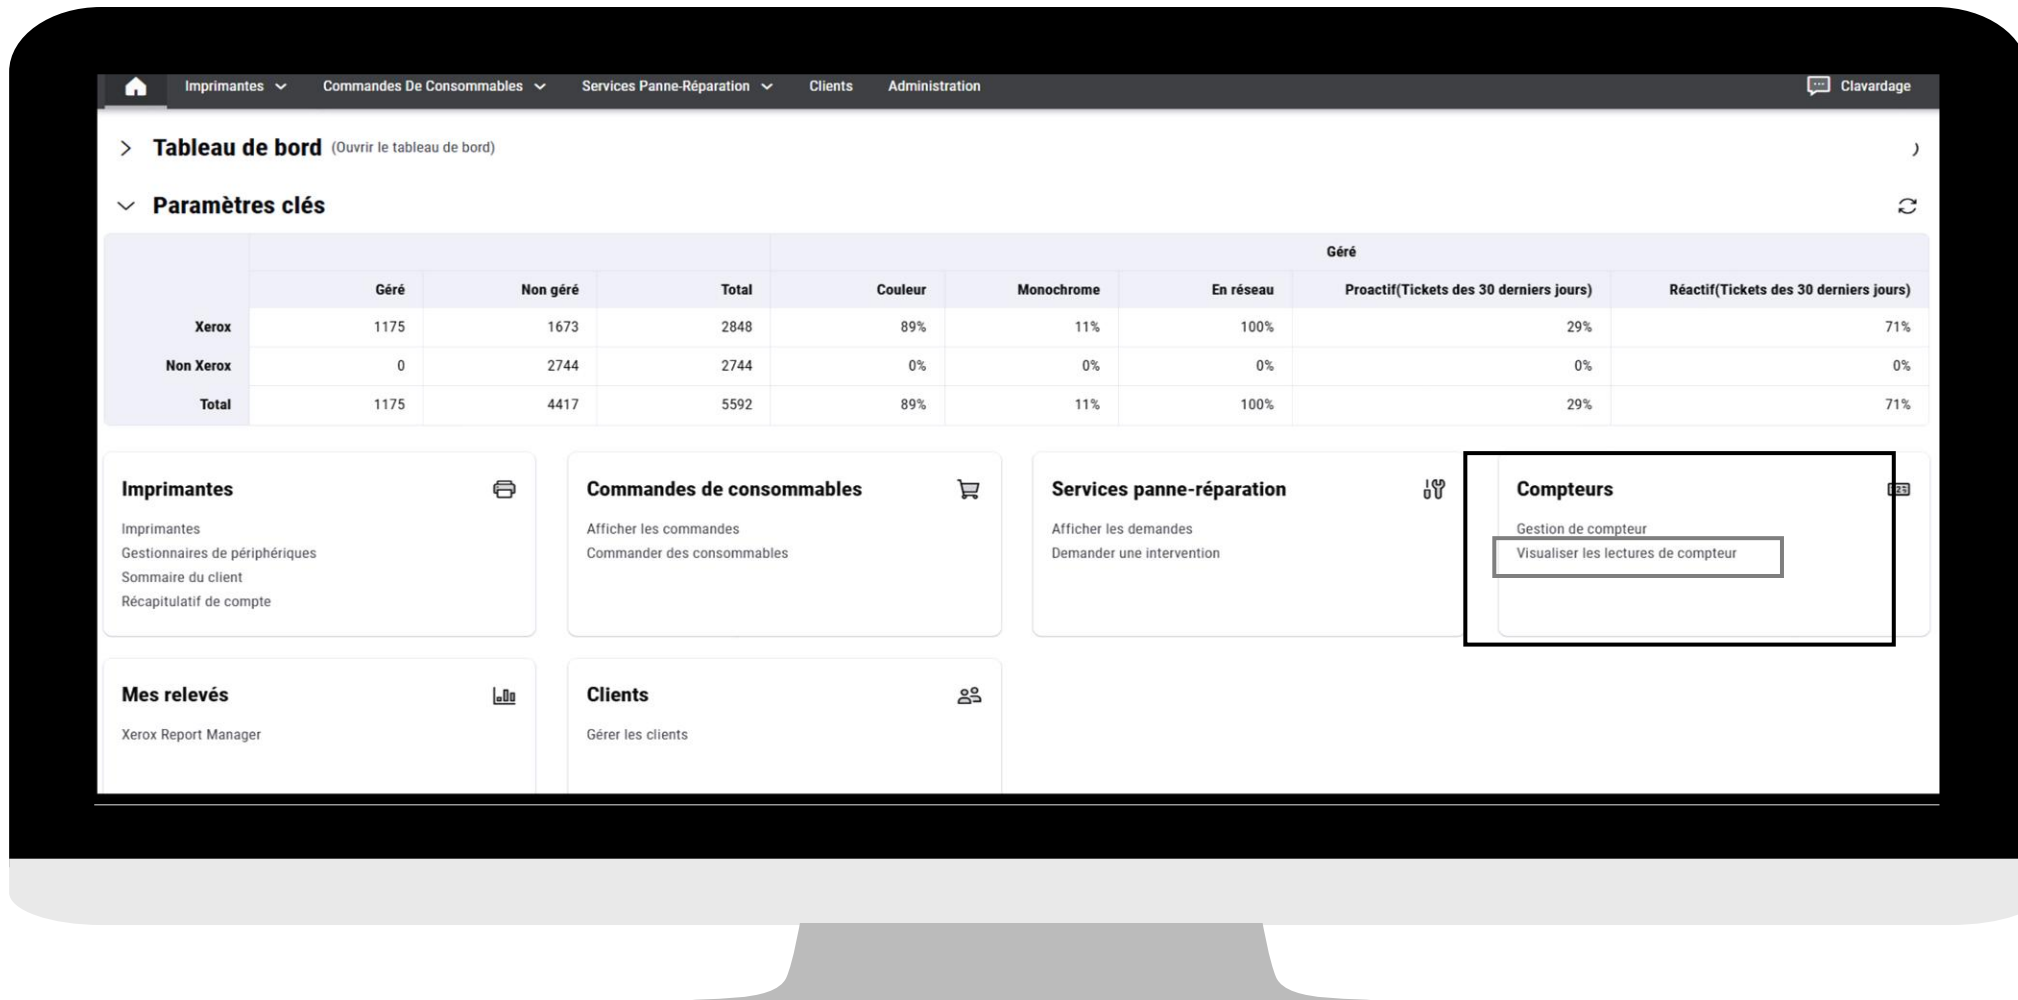 Imprimantes Commandes De Consommables Services Panne-Réparation Clients Administration Clavardage
Tableau de bord (Ouvrir le tableau de bord)
Paramètres clés
Géré
Géré Non géré Total Couleur Monochrome En réseau Proactif(Tickets des 30 derniers jours) Réactif(Tickets des 30 derniers jours)
Xerox 1175 1673 2848 89% 11% 100% 29% 71%
Non Xerox 0 2744 2744 0% 0% 0% 0% 0%
Total 1175 4417 5592 89% 11% 100% 29% 71%
Imprimantes
Imprimantes
Gestionnaires de périphériques
Sommaire du client
Récapitulatif de compte
Commandes de consommables
Afficher les commandes
Commander des consommables
Services panne-réparation
Afficher les demandes
Demander une intervention
Compteurs
Gestion de compteur
Visualiser les lectures de compteur
Mes relevés
Xerox Report Manager
Clients
Gérer les clients